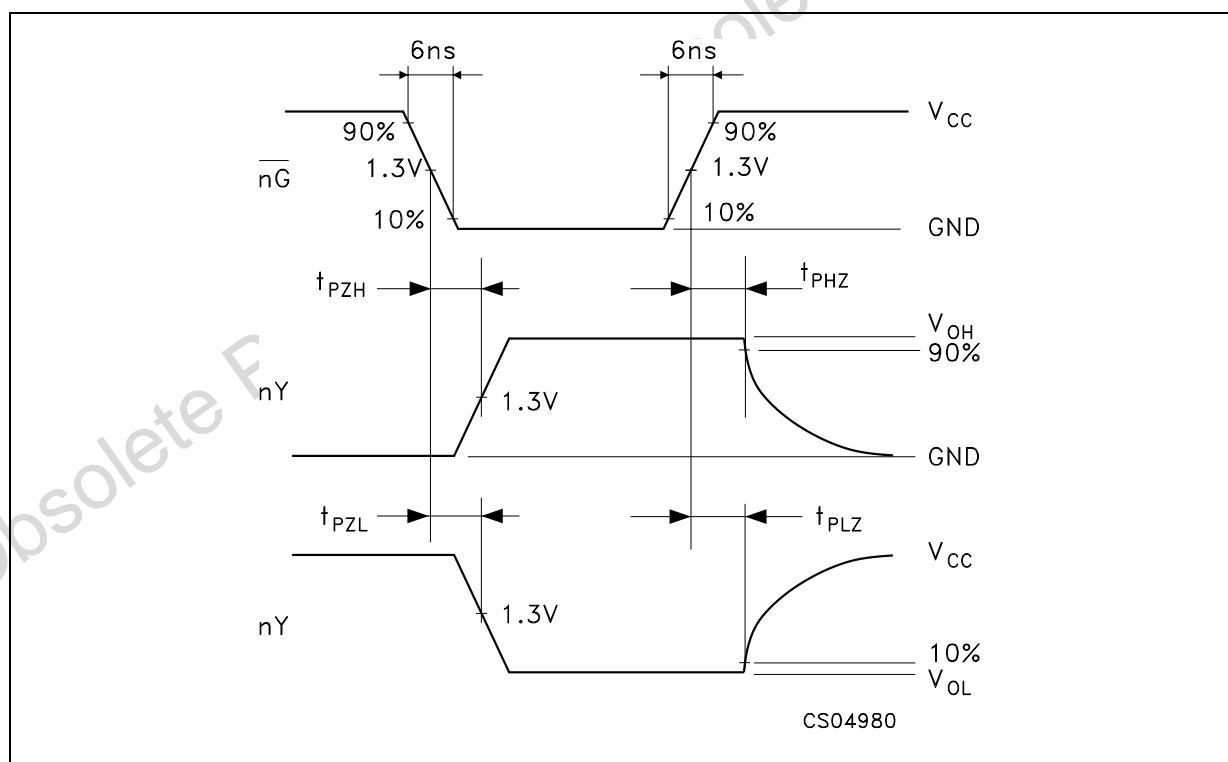 6ns 6ns
V_CC
90% 90%
n̅G̅ 1.3V 1.3V
10% 10%
GND
t_PZH t_PHZ
V_OH
90%
nY 1.3V
GND
t_PZL t_PLZ
V_CC
nY 1.3V
10%
V_OL
CS04980